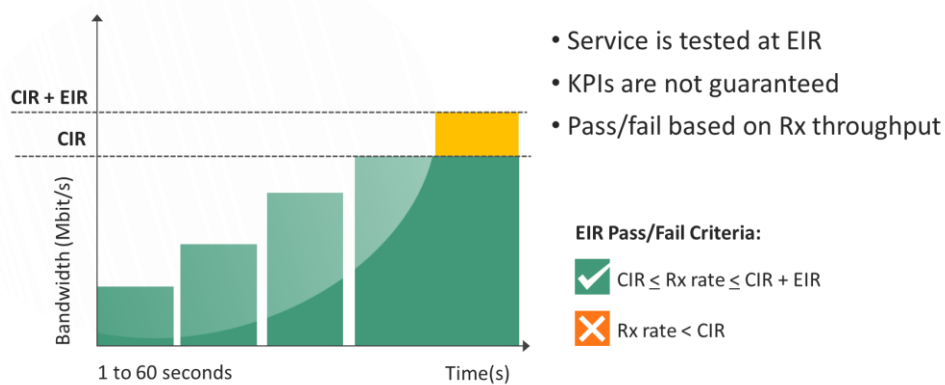 CIR + EIR
CIR
Bandwidth (Mbit/s)
1 to 60 seconds
Time(s)
• Service is tested at EIR
• KPIs are not guaranteed
• Pass/fail based on Rx throughput
EIR Pass/Fail Criteria:
CIR ≤ Rx rate ≤ CIR + EIR
Rx rate < CIR